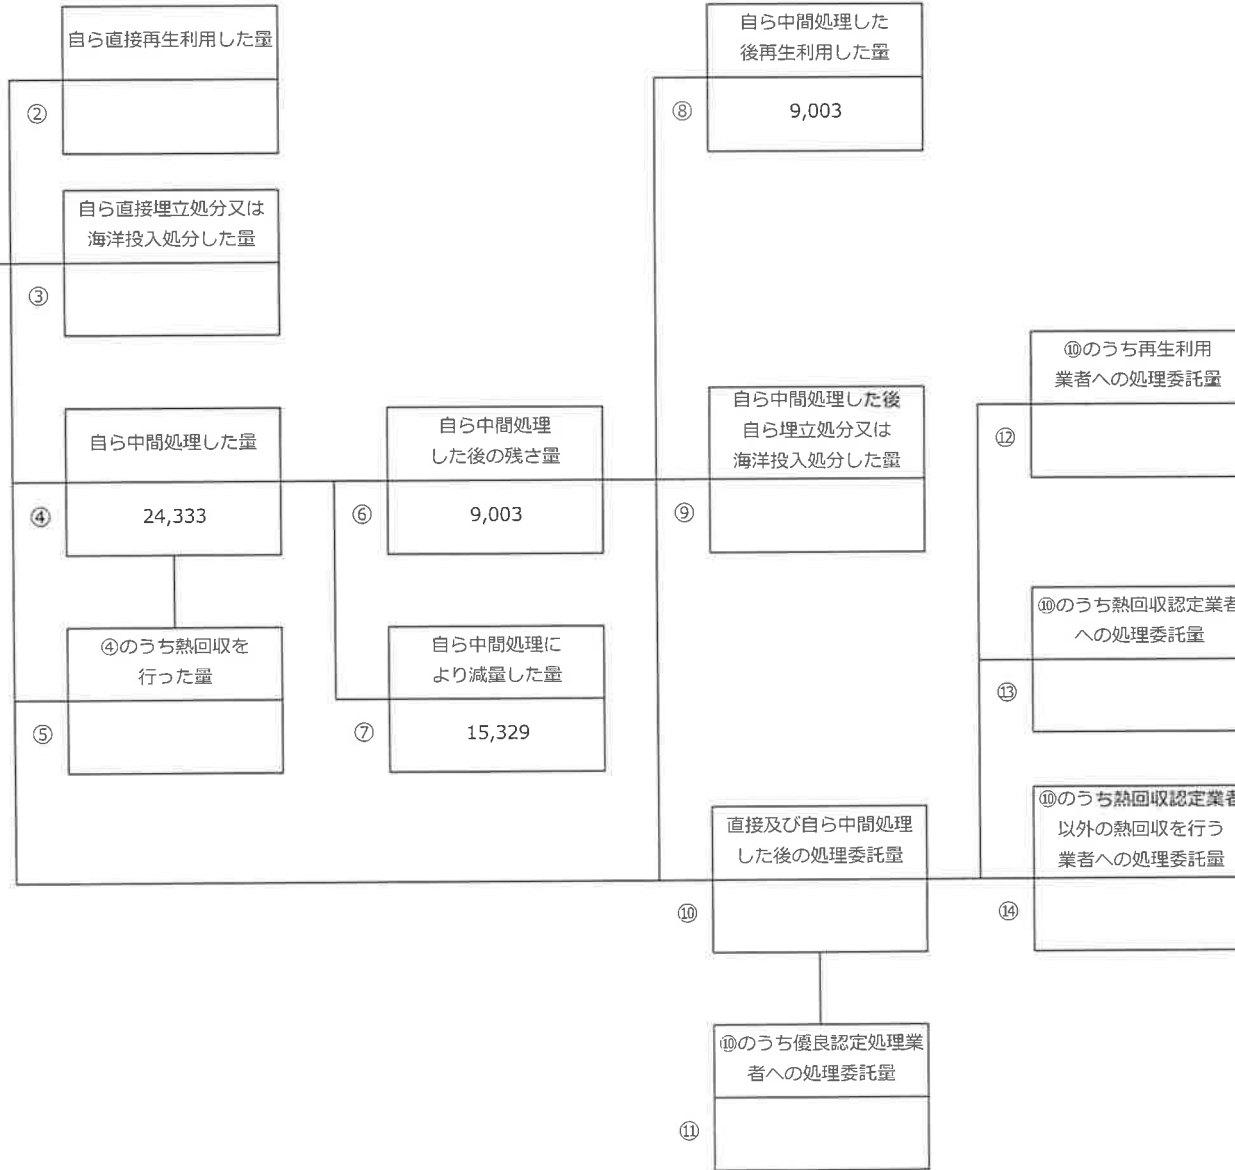 自ら直接再生利用した量
②
自ら直接埋立処分又は
海洋投入処分した量
③
自ら中間処理した量
④
24,333
④のうち熱回収を
行った量
⑤
自ら中間処理
した後の残さ量
⑥
9,003
自ら中間処理に
より減量した量
⑦
15,329
自ら中間処理した
後再生利用した量
⑧
9,003
自ら中間処理した後
自ら埋立処分又は
海洋投入処分した量
⑨
直接及び自ら中間処理
した後の処理委託量
⑩
⑩のうち優良認定処理業
者への処理委託量
⑪
⑩のうち再生利用
業者への処理委託量
⑫
⑩のうち熱回収認定業者
への処理委託量
⑬
⑩のうち熱回収認定業者
以外の熱回収を行う
業者への処理委託量
⑭